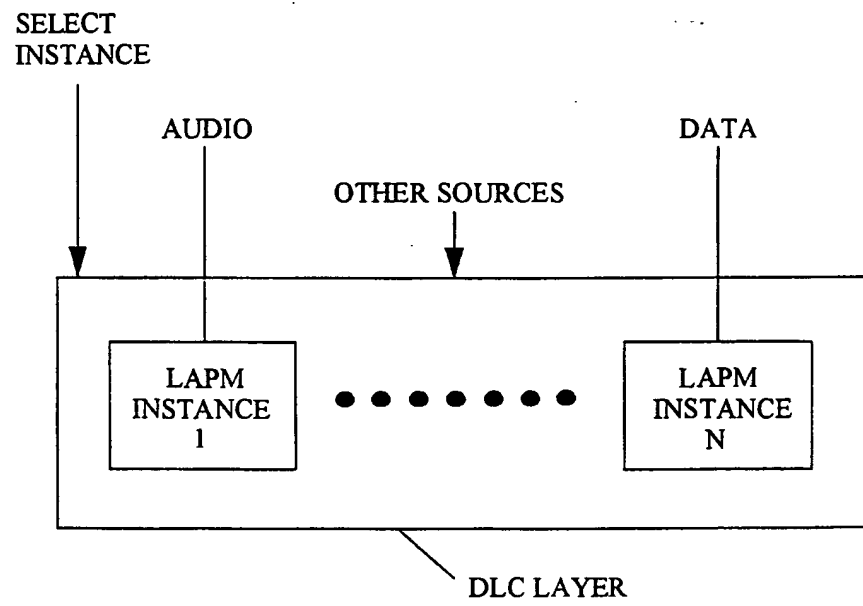 SELECT
INSTANCE
AUDIO
DATA
OTHER SOURCES
LAPM
INSTANCE
1
LAPM
INSTANCE
N
DLC LAYER